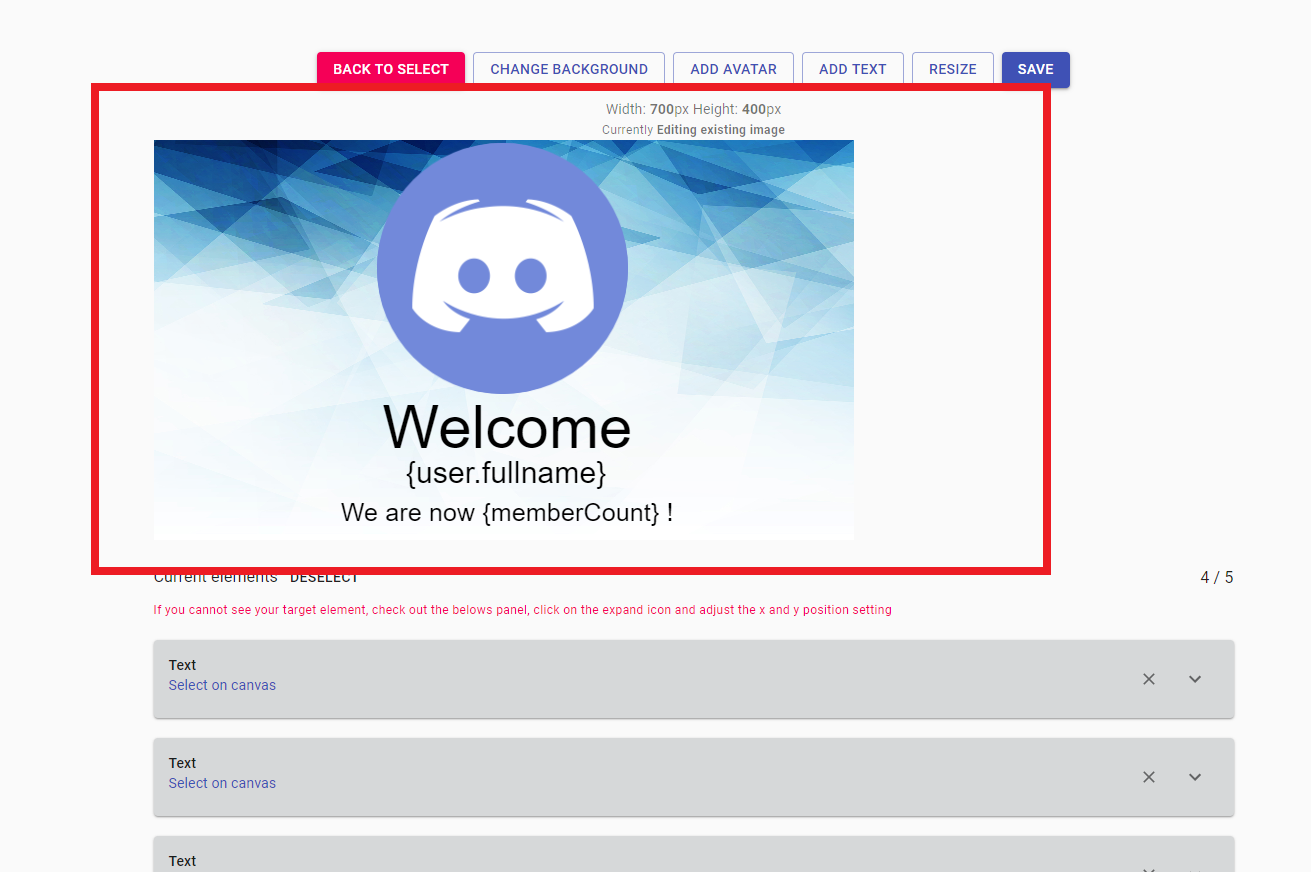 BACK TO SELECT CHANGE BACKGROUND ADD AVATAR ADD TEXT RESIZE SAVE
Width: 700px Height: 400px
Currently Editing existing image
Welcome
{user.fullname}
We are now {memberCount} !
Current elements DESELECT 4 / 5
If you cannot see your target element, check out the belows panel, click on the expand icon and adjust the x and y position setting
Text
Select on canvas
Text
Select on canvas
Text